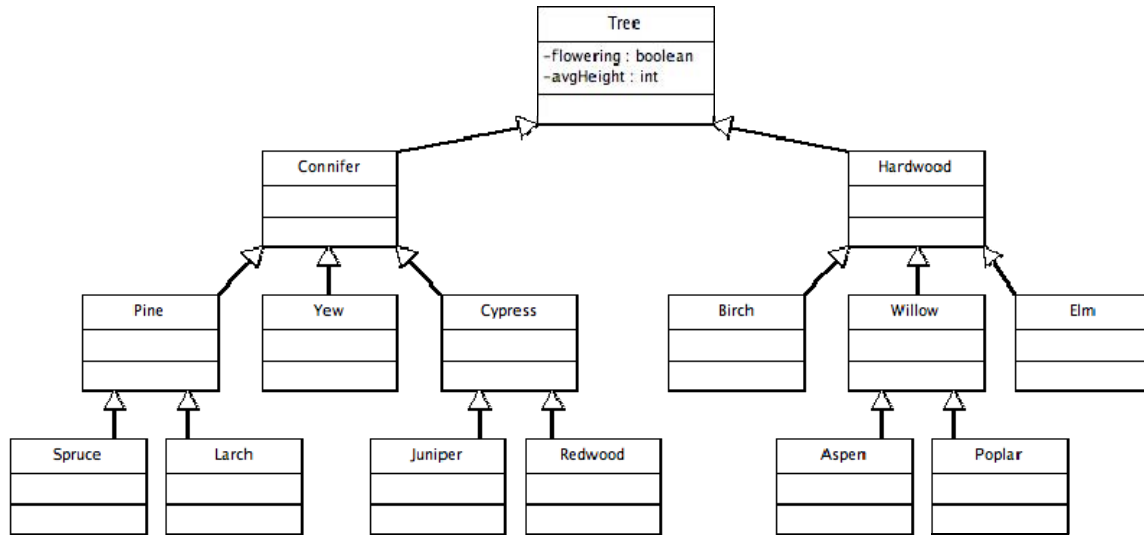 Tree
-flowering : boolean
-avgHeight : int
Connifer
Hardwood
Pine
Yew
Cypress
Birch
Willow
Elm
Spruce
Larch
Juniper
Redwood
Aspen
Poplar